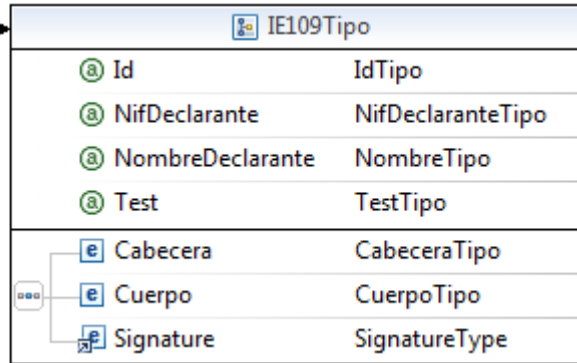 IE109Tipo
Id IdTipo
NifDeclarante NifDeclaranteTipo
NombreDeclarante NombreTipo
Test TestTipo
Cabecera CabeceraTipo
Cuerpo CuerpoTipo
Signature SignatureType